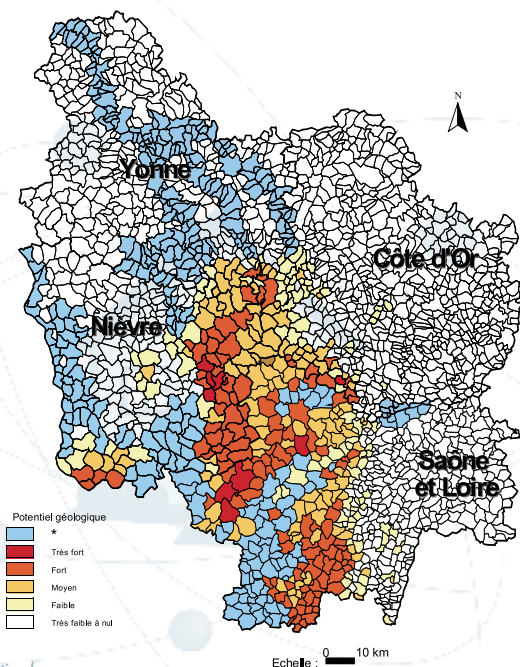 N
Yonne
Côte d'Or
Nièvre
Saône
et Loire
Potentiel géologique
*
Très fort
Fort
Moyen
Faible
Très faible à nul
0 10 km
Echelle :